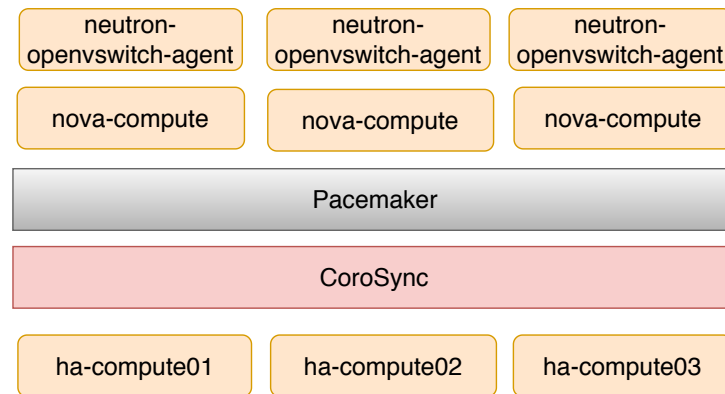 neutron-
openvswitch-agent
neutron-
openvswitch-agent
neutron-
openvswitch-agent
nova-compute
nova-compute
nova-compute
Pacemaker
CoroSync
ha-compute01
ha-compute02
ha-compute03